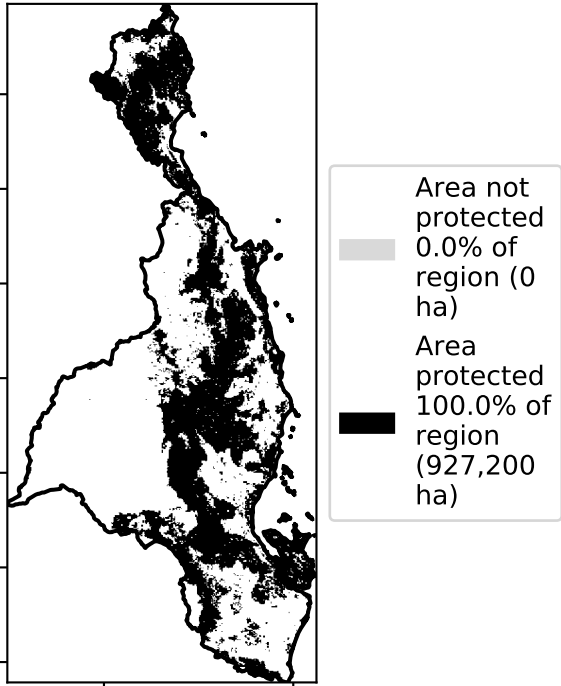 Area not
protected
0.0% of
region (0
ha)
Area
protected
100.0% of
region
(927,200
ha)